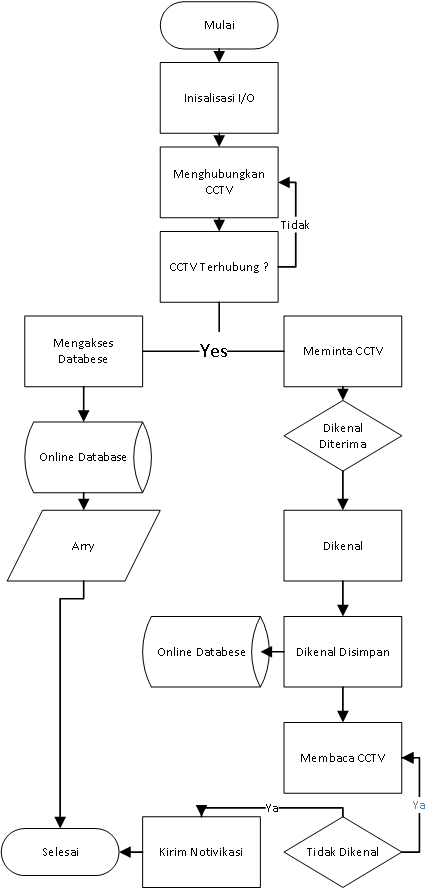 Mulai
Inisalisasi I/O
Menghubungkan
CCTV
Tidak
CCTV Terhubung ?
Mengakses
Databese
Yes
Meminta CCTV
Dikenal
Diterima
Online Database
Arry
Dikenal
Online Databese
Dikenal Disimpan
Membaca CCTV
Ya
Ya
Selesai
Kirim Notivikasi
Tidak Dikenal